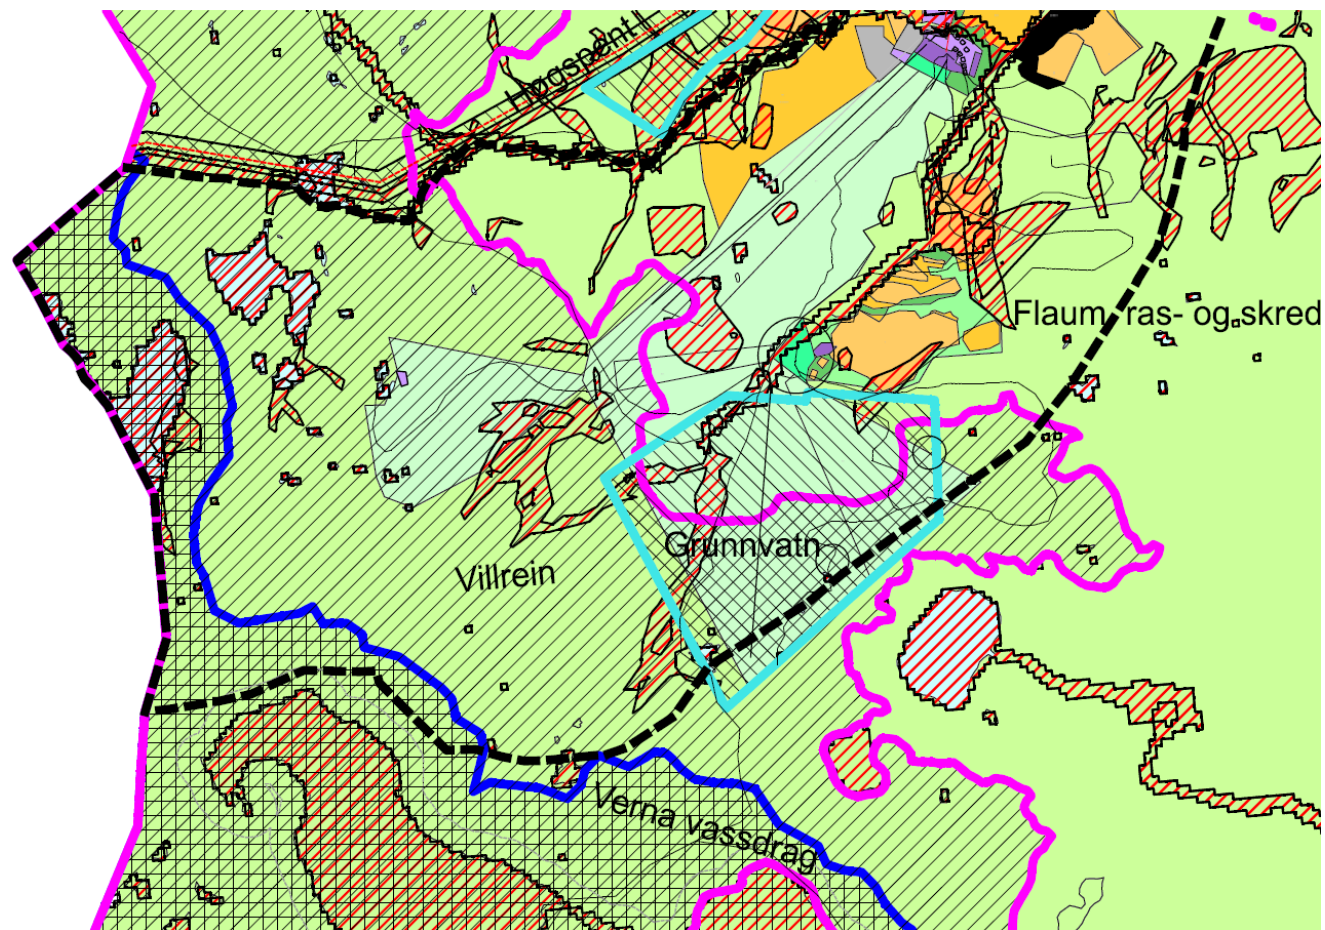 Høgspent l
Flaum, ras- og skred
Grunnvatn
Villrein
Verna vassdrag